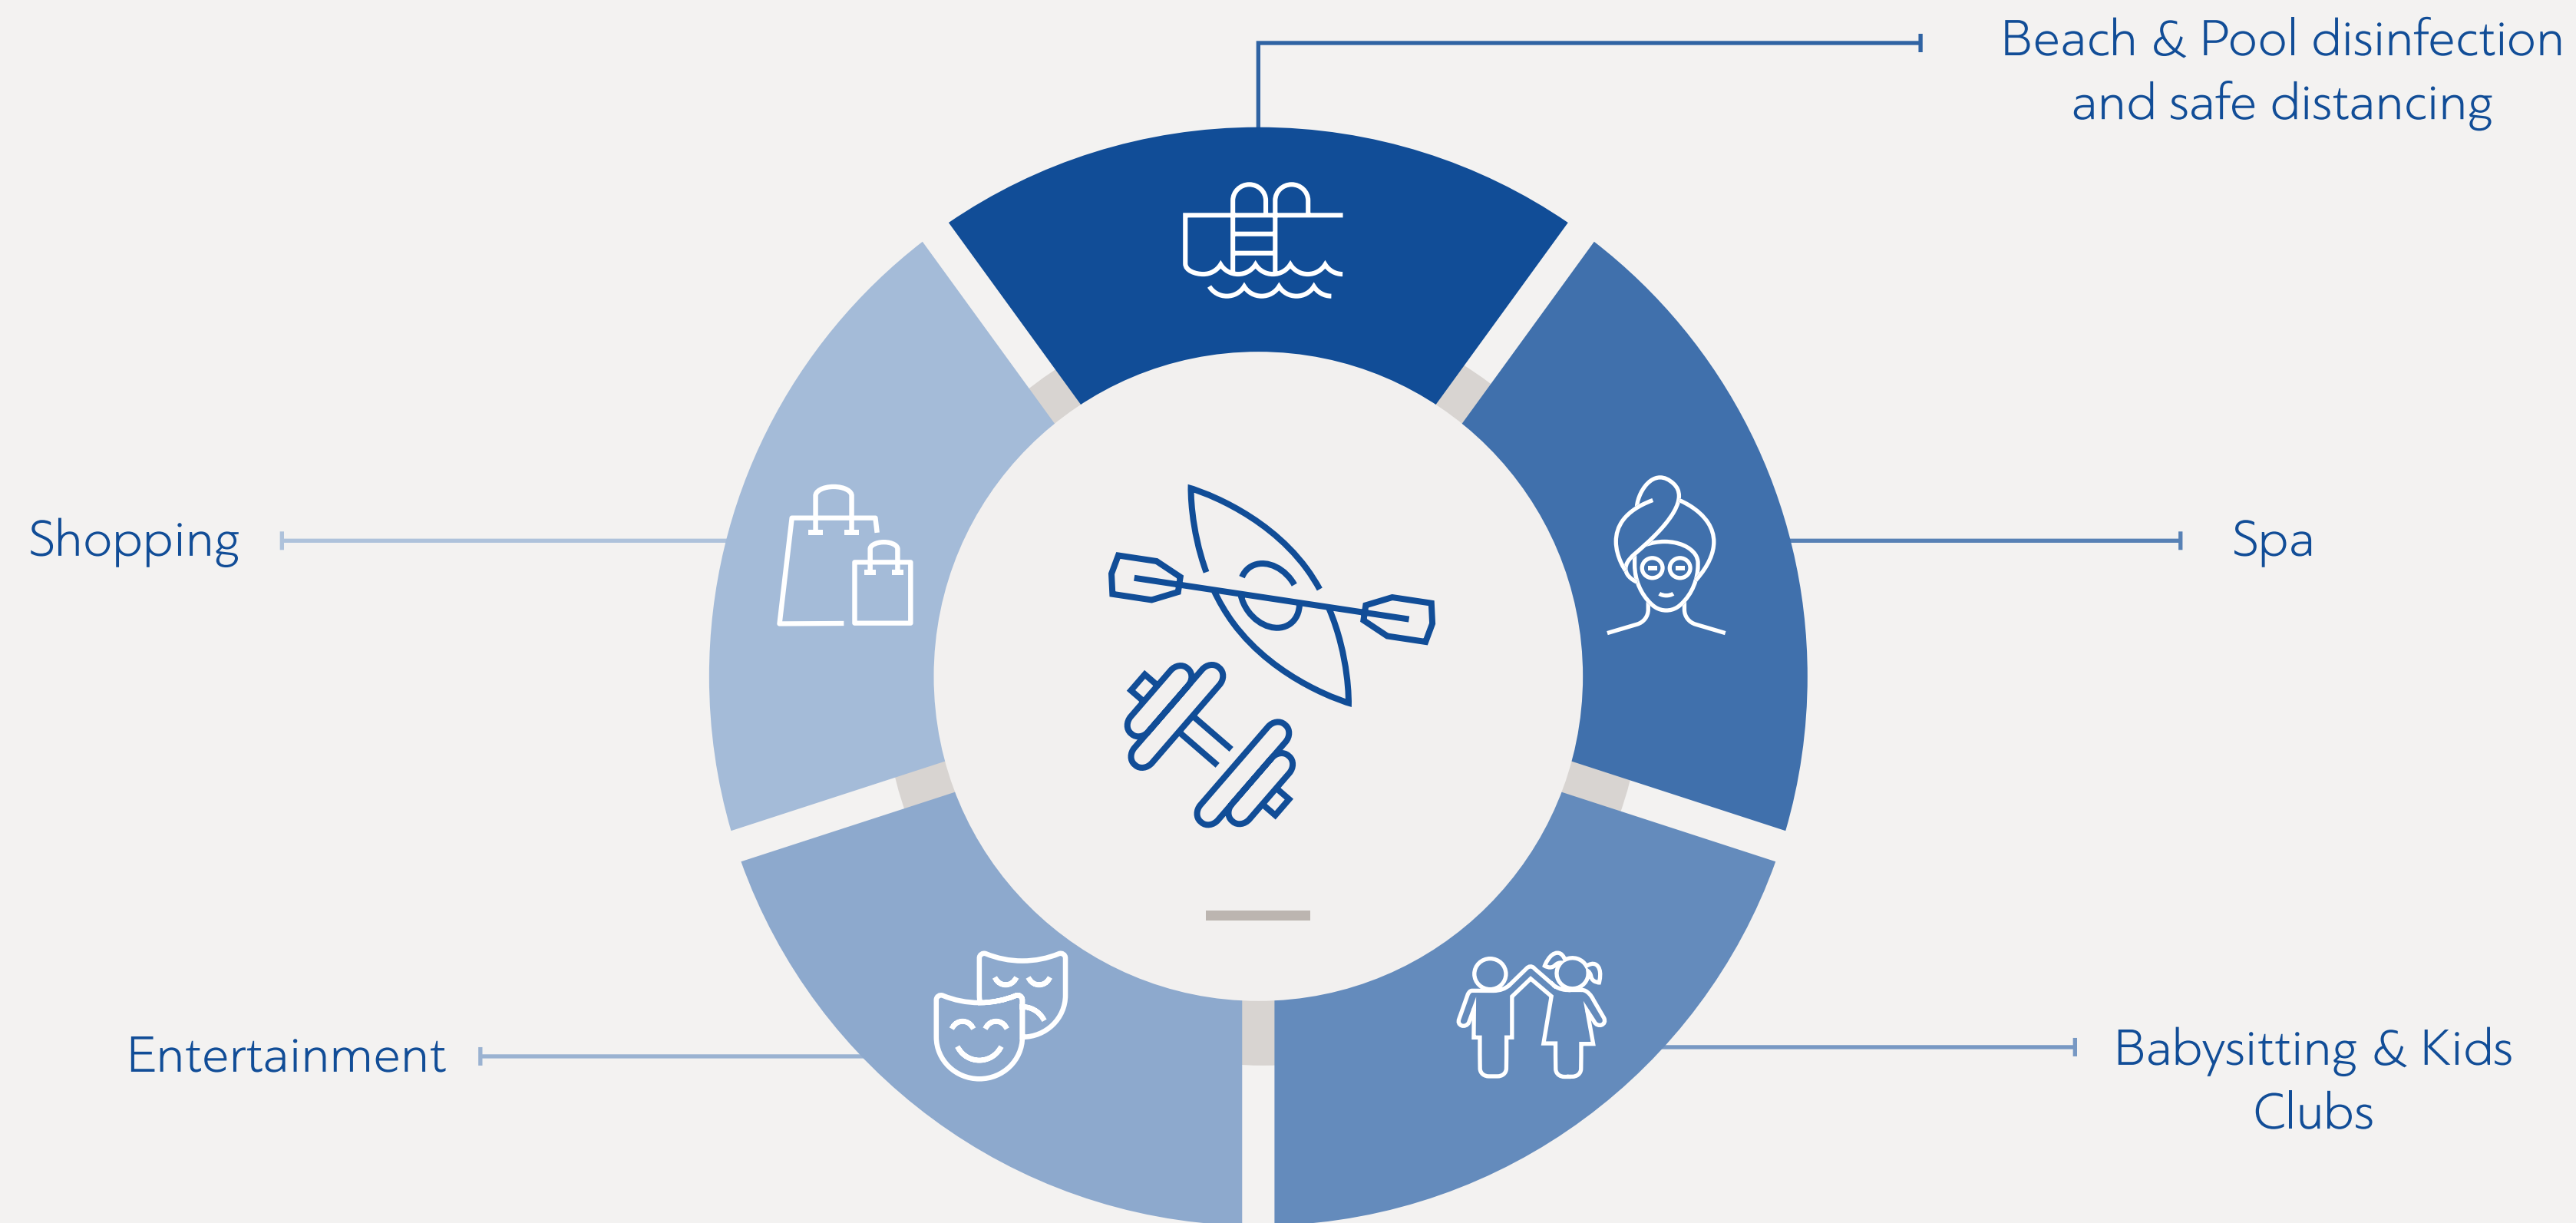 Beach & Pool disinfection
and safe distancing
Shopping
Spa
Entertainment
Babysitting & Kids
Clubs